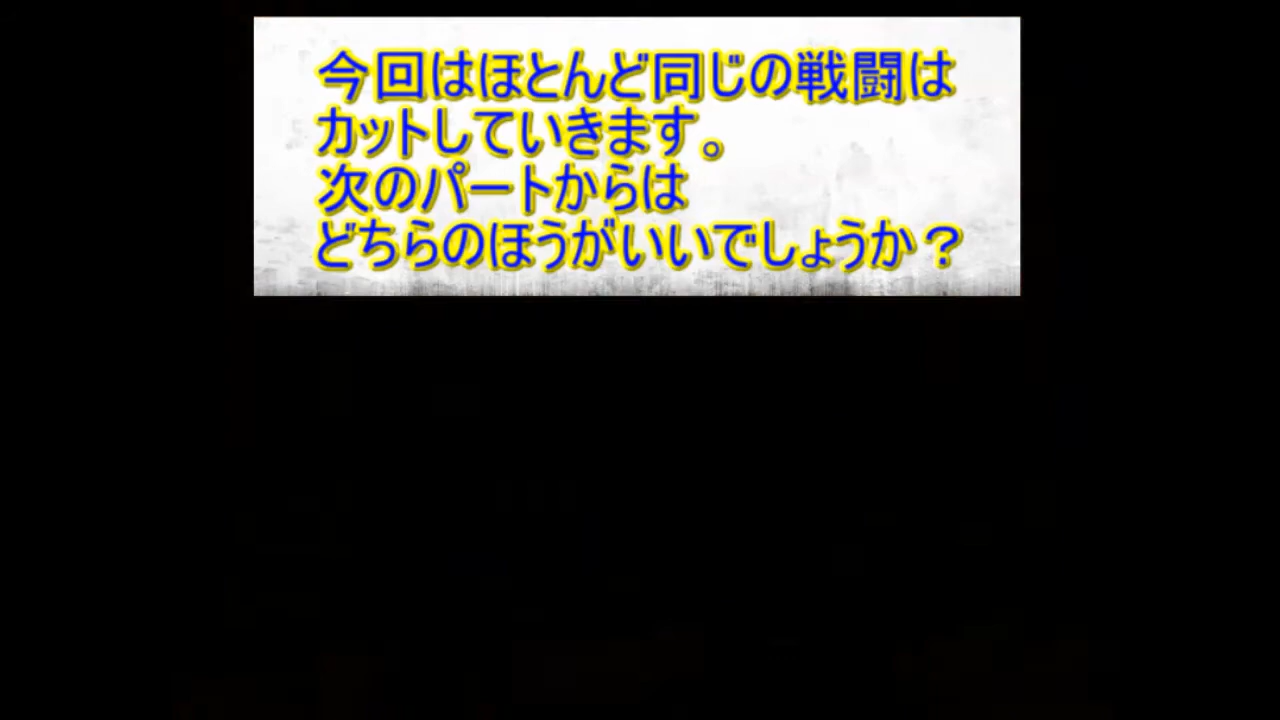 今回はほとんど同じの戦闘は
カットしていきます。
次のパートからは
どちらのほうがいいでしょうか？